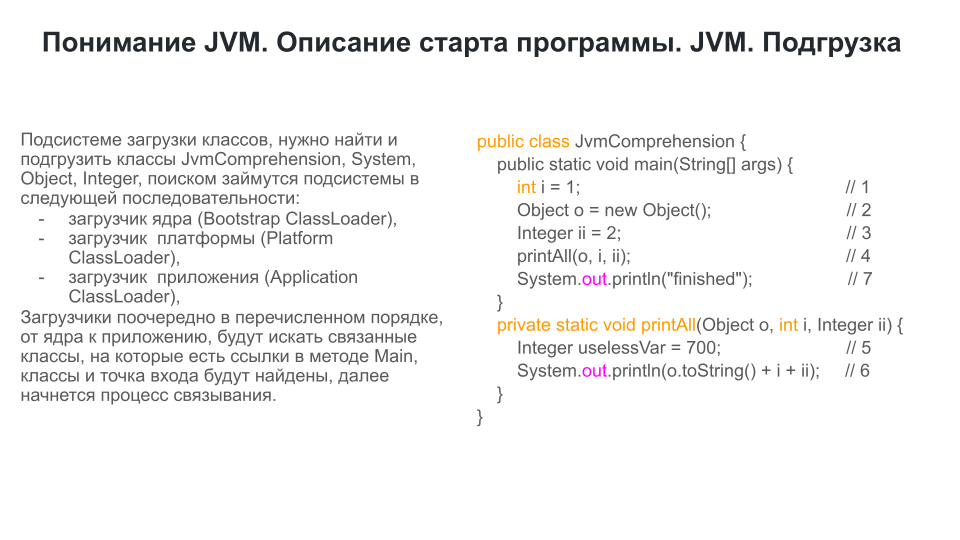 Понимание JVM. Описание старта программы. JVM. Подгрузка
Подсистеме загрузки классов, нужно найти и
подгрузить классы JvmComprehension, System,
Object, Integer, поиском займутся подсистемы в
следующей последовательности:
- загрузчик ядра (Bootstrap ClassLoader),
- загрузчик  платформы (Platform
ClassLoader),
- загрузчик  приложения (Application
ClassLoader),
Загрузчики поочередно в перечисленном порядке,
от ядра к приложению, будут искать связанные
классы, на которые есть ссылки в методе Main,
классы и точка входа будут найдены, далее
начнется процесс связывания.
public class JvmComprehension {
public static void main(String[] args) {
int i = 1; // 1
Object o = new Object(); // 2
Integer ii = 2; // 3
printAll(o, i, ii); // 4
System.out.println("finished"); // 7
}
private static void printAll(Object o, int i, Integer ii) {
Integer uselessVar = 700; // 5
System.out.println(o.toString() + i + ii); // 6
}
}